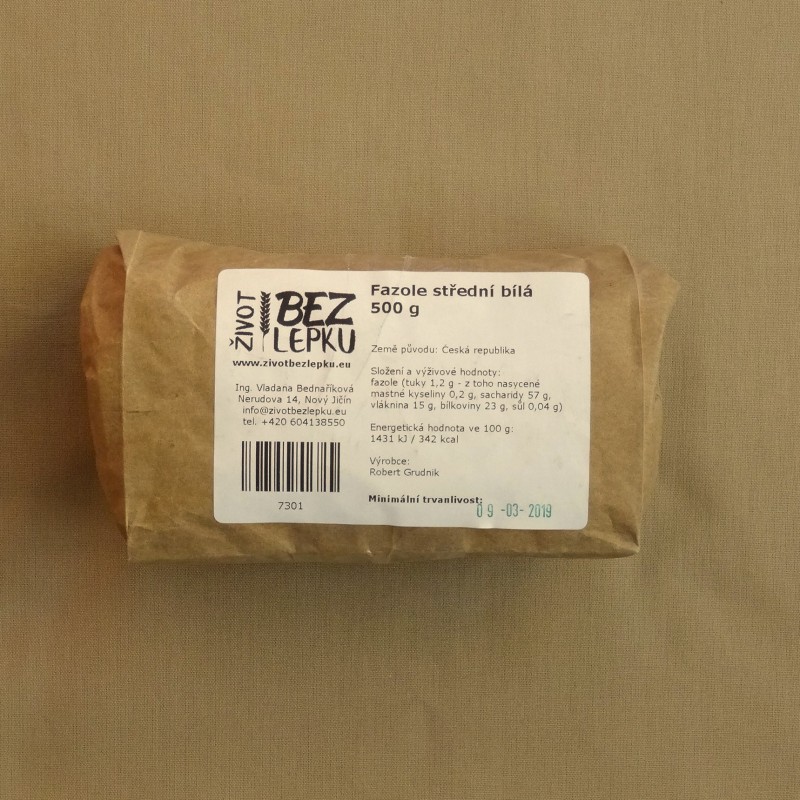 ŽIVOT
BEZ
LEPKU
www.zivotbezlepku.eu
Ing. Vladana Bednaříková
Nerudova 14, Nový Jičín
info@zivotbezlepku.eu
tel. +420 604138550
7301
Fazole střední bílá
500 g
Země původu: Česká republika
Složení a výživové hodnoty:
fazole (tuky 1,2 g - z toho nasycené
mastné kyseliny 0,2 g, sacharidy 57 g,
vláknina 15 g, bílkoviny 23 g, sůl 0,04 g)
Energetická hodnota ve 100 g:
1431 kJ / 342 kcal
Výrobce:
Robert Grudnik
Minimální trvanlivost:
09 -03- 2019